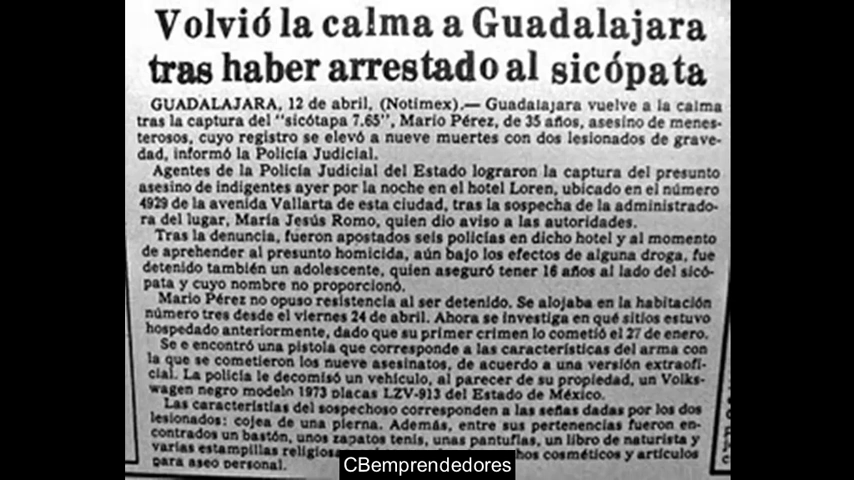 Volvió la calma a Guadalajara
tras haber arrestado al sicópata
GUADALAJARA, 12 de abril, (Notimex).— Guadalajara vuelve a la calma
tras la captura del "sicótapa 7.65", Mario Pérez, de 35 años, asesino de menes-
terosos, cuyo registro se elevó a nueve muertes con dos lesionados de grave-
dad, informó la Policía Judicial.
Agentes de la Policía Judicial del Estado lograron la captura del presunto
asesino de indigentes ayer por la noche en el hotel Loren, ubicado en el número
4929 de la avenida Vallarta de esta ciudad, tras la sospecha de la administrado-
ra del lugar, María Jesús Romo, quien dio aviso a las autoridades.
Tras la denuncia, fueron apostados seis policías en dicho hotel y al momento
de aprehender al presunto homicida, aún bajo los efectos de alguna droga, fue
detenido también un adolescente, quien aseguró tener 16 años al lado del sicó-
pata y cuyo nombre no proporcionó.
Mario Pérez no opuso resistencia al ser detenido. Se alojaba en la habitación
número tres desde el viernes 24 de abril. Ahora se investiga en qué sitios estuvo
hospedado anteriormente, dado que su primer crimen lo cometió el 27 de enero.
Se e encontró una pistola que corresponde a las características del arma con
la que se cometieron los nueve asesinatos, de acuerdo a una versión extraofi-
cial. La policía le decomisó un vehículo, al parecer de su propiedad, un Volks-
wagen negro modelo 1973 placas LZV-913 del Estado de México.
Las característias del sospechoso corresponden a las señas dadas por los dos
lesionados: cojea de una pierna. Además, entre sus pertenencias fueron en-
contrados un bastón, unos zapatos tenis, unas pantuflas, un libro de naturista y
varias estampillas religiosas cosméticos y artículos
para aseo personal.
CBemprendedores